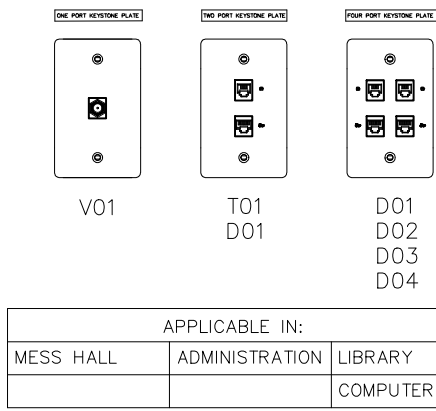 ONE PORT KEYSTONE PLATE
TWO PORT KEYSTONE PLATE
FOUR PORT KEYSTONE PLATE
V01
T01
D01
D01
D02
D03
D04
APPLICABLE IN:
MESS HALL
ADMINISTRATION
LIBRARY
COMPUTER